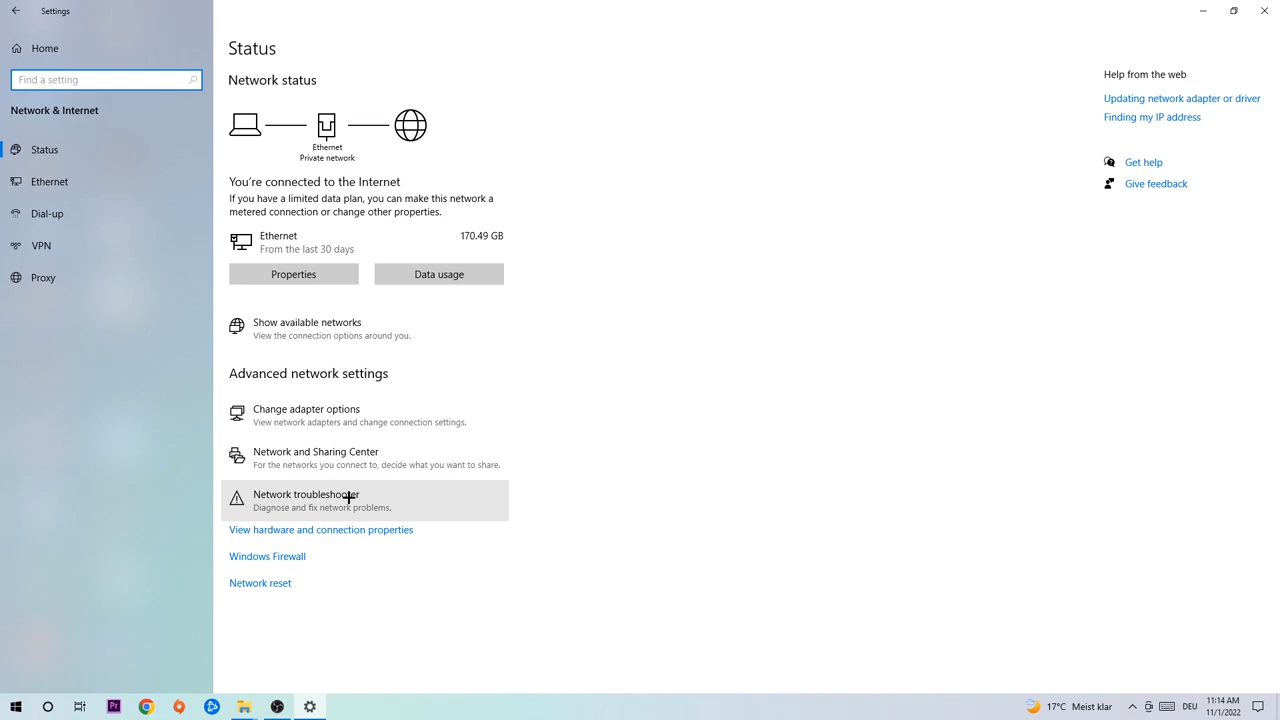 Settings
Home
Find a setting
Network & Internet
Status
Ethernet
Dial-up
VPN
Proxy
Status
Network status
Ethernet
Private network
You're connected to the Internet
If you have a limited data plan, you can make this network a
metered connection or change other properties.
Ethernet 170.49 GB
From the last 30 days
Properties Data usage
Show available networks
View the connection options around you.
Advanced network settings
Change adapter options
View network adapters and change connection settings.
Network and Sharing Center
For the networks you connect to, decide what you want to share.
Network troubleshooter
Diagnose and fix network problems.
View hardware and connection properties
Windows Firewall
Network reset
Help from the web
Updating network adapter or driver
Finding my IP address
Get help
Give feedback
Pr
17°C Meist klar
DEU
11:14 AM
11/1/2022